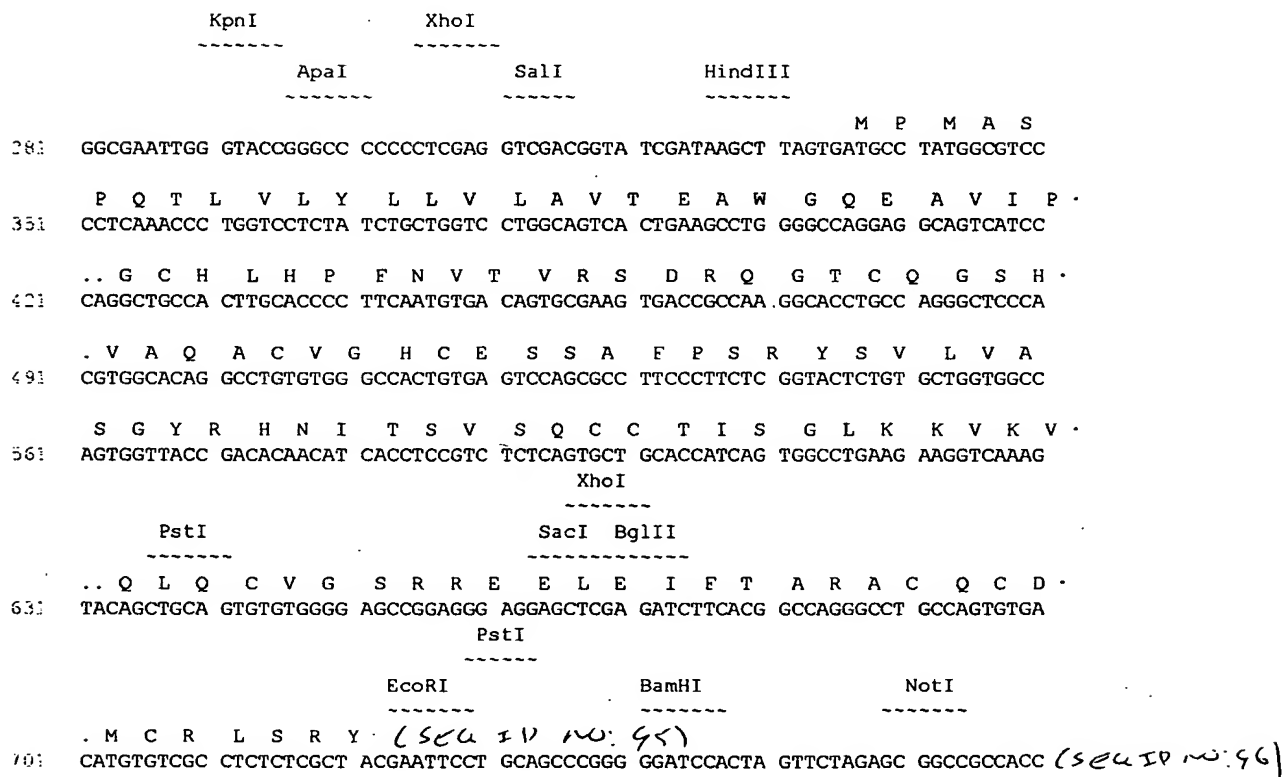 KpnI XhoI
ApaI SalI HindIII
M P M A S
281 GGCGAATTGG GTACCGGGCC CCCCCTCGAG GTCGACGGTA TCGATAAGCT TAGTGATGCC TATGGCGTCC
P Q T L V L Y L L V L A V T E A W G Q E A V I P ·
351 CCTCAAACCC TGGTCCTCTA TCTGCTGGTC CTGGCAGTCA CTGAAGCCTG GGGCCAGGAG GCAGTCATCC
.. G C H L H P F N V T V R S D R Q G T C Q G S H ·
421 CAGGCTGCCA CTTGCACCCC TTCAATGTGA CAGTGCGAAG TGACCGCCAA GGCACCTGCC AGGGCTCCCA
. V A Q A C V G H C E S S A F P S R Y S V L V A
491 CGTGGCACAG GCCTGTGTGG GCCACTGTGA GTCCAGCGCC TTCCCTTCTC GGTACTCTGT GCTGGTGGCC
S G Y R H N I T S V S Q C C T I S G L K K V K V ·
561 AGTGGTTACC GACACAACAT CACCTCCGTC TCTCAGTGCT GCACCATCAG TGGCCTGAAG AAGGTCAAAG
XhoI
PstI SacI BglII
.. Q L Q C V G S R R E E L E I F T A R A C Q C D ·
631 TACAGCTGCA GTGTGTGGGG AGCCGGAGGG AGGAGCTCGA GATCTTCACG GCCAGGGCCT GCCAGTGTGA
PstI
EcoRI BamHI NotI
. M C R L S R Y · (SEQ ID NO: 95)
701 CATGTGTCGC CTCTCTCGCT ACGAATTCCT GCAGCCCGGG GGATCCACTA GTTCTAGAGC GGCCGCCACC (SEQ ID NO: 96)